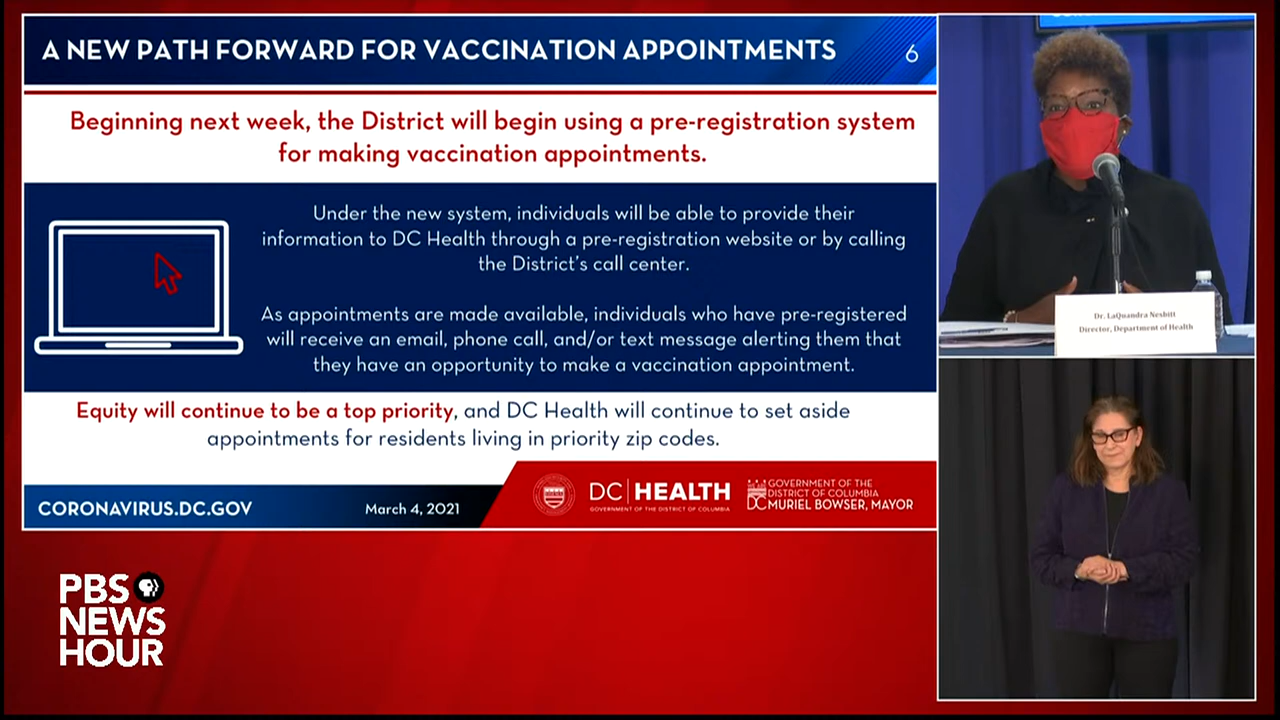 A NEW PATH FORWARD FOR VACCINATION APPOINTMENTS
6
Beginning next week, the District will begin using a pre-registration system
for making vaccination appointments.
Under the new system, individuals will be able to provide their
information to DC Health through a pre-registration website or by calling
the District's call center.
As appointments are made available, individuals who have pre-registered
will receive an email, phone call, and/or text message alerting them that
they have an opportunity to make a vaccination appointment.
Equity will continue to be a top priority, and DC Health will continue to set aside
appointments for residents living in priority zip codes.
CORONAVIRUS.DC.GOV
March 4, 2021
DC HEALTH
GOVERNMENT OF THE DISTRICT OF COLUMBIA
WE ARE
DC
GOVERNMENT OF THE
DISTRICT OF COLUMBIA
MURIEL BOWSER, MAYOR
Dr. LaQuandra Nesbitt
Director, Department of Health
PBS
NEWS
HOUR